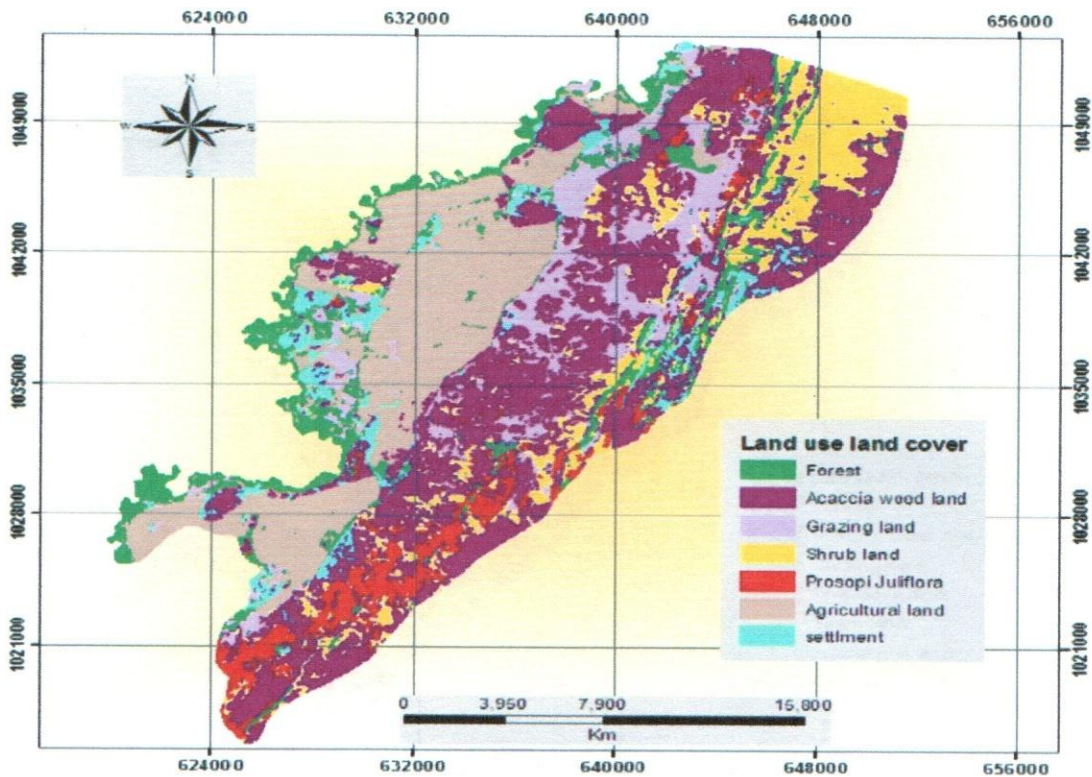 624000 632000 640000 648000 656000
N
W
S
1049000 1049000
1042000 1042000
1035000 1035000
1028000 1028000
1021000 1021000
Land use land cover
Forest
Acaccia wood land
Grazing land
Shrub land
Prosopi Juliflora
Agricultural land
settlment
0 3,950 7,900 15,800
Km
624000 632000 640000 648000 656000